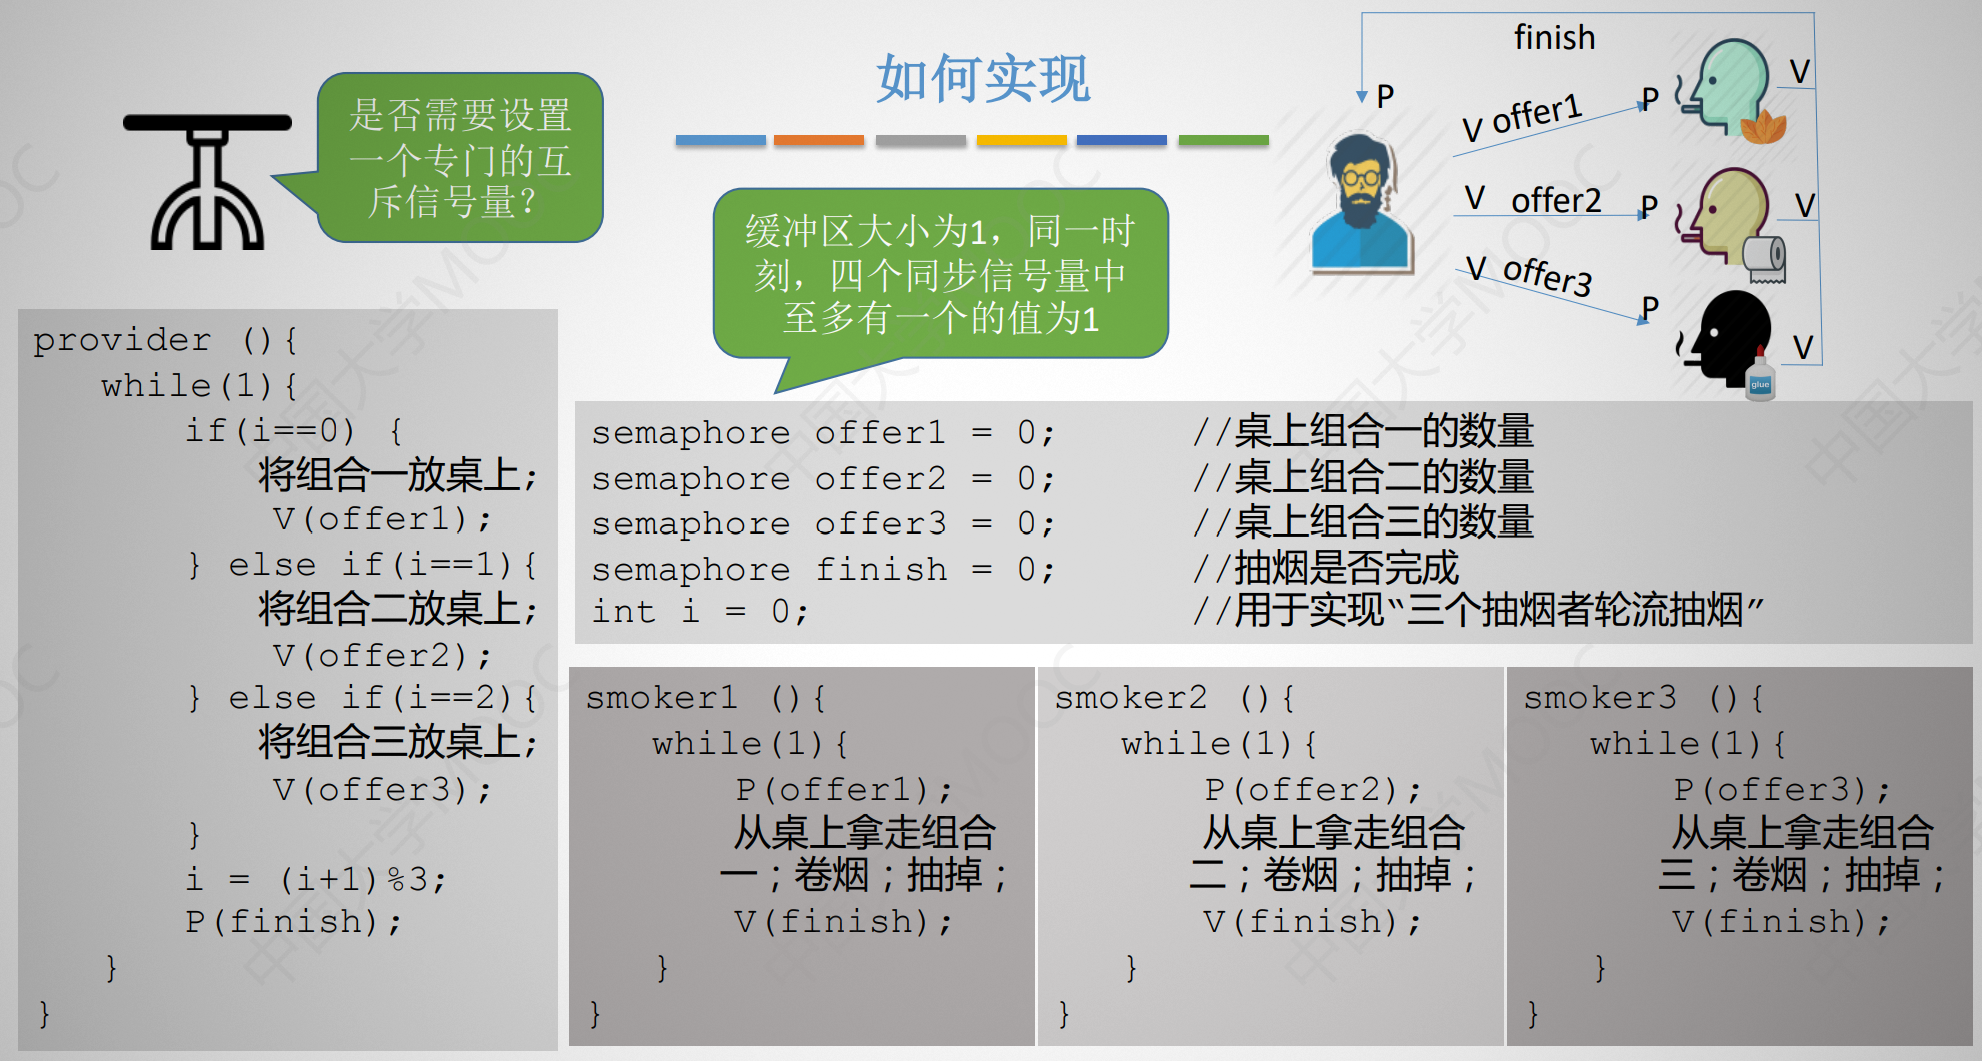 如何实现
是否需要设置
一个专门的互
斥信号量？
缓冲区大小为1，同一时
刻，四个同步信号量中
至多有一个的值为1
finish
P
V offer1
P
V
V offer2
P
V
V offer3
P
V
glue
provider (){
while(1){
if(i==0) {
将组合一放桌上;
V(offer1);
} else if(i==1){
将组合二放桌上;
V(offer2);
} else if(i==2){
将组合三放桌上;
V(offer3);
}
i = (i+1)%3;
P(finish);
}
}
semaphore offer1 = 0; //桌上组合一的数量
semaphore offer2 = 0; //桌上组合二的数量
semaphore offer3 = 0; //桌上组合三的数量
semaphore finish = 0; //抽烟是否完成
int i = 0; //用于实现“三个抽烟者轮流抽烟”
smoker1 (){
while(1){
P(offer1);
从桌上拿走组合
一；卷烟；抽掉；
V(finish);
}
}
smoker2 (){
while(1){
P(offer2);
从桌上拿走组合
二；卷烟；抽掉；
V(finish);
}
}
smoker3 (){
while(1){
P(offer3);
从桌上拿走组合
三；卷烟；抽掉；
V(finish);
}
}
中国大学MOOC